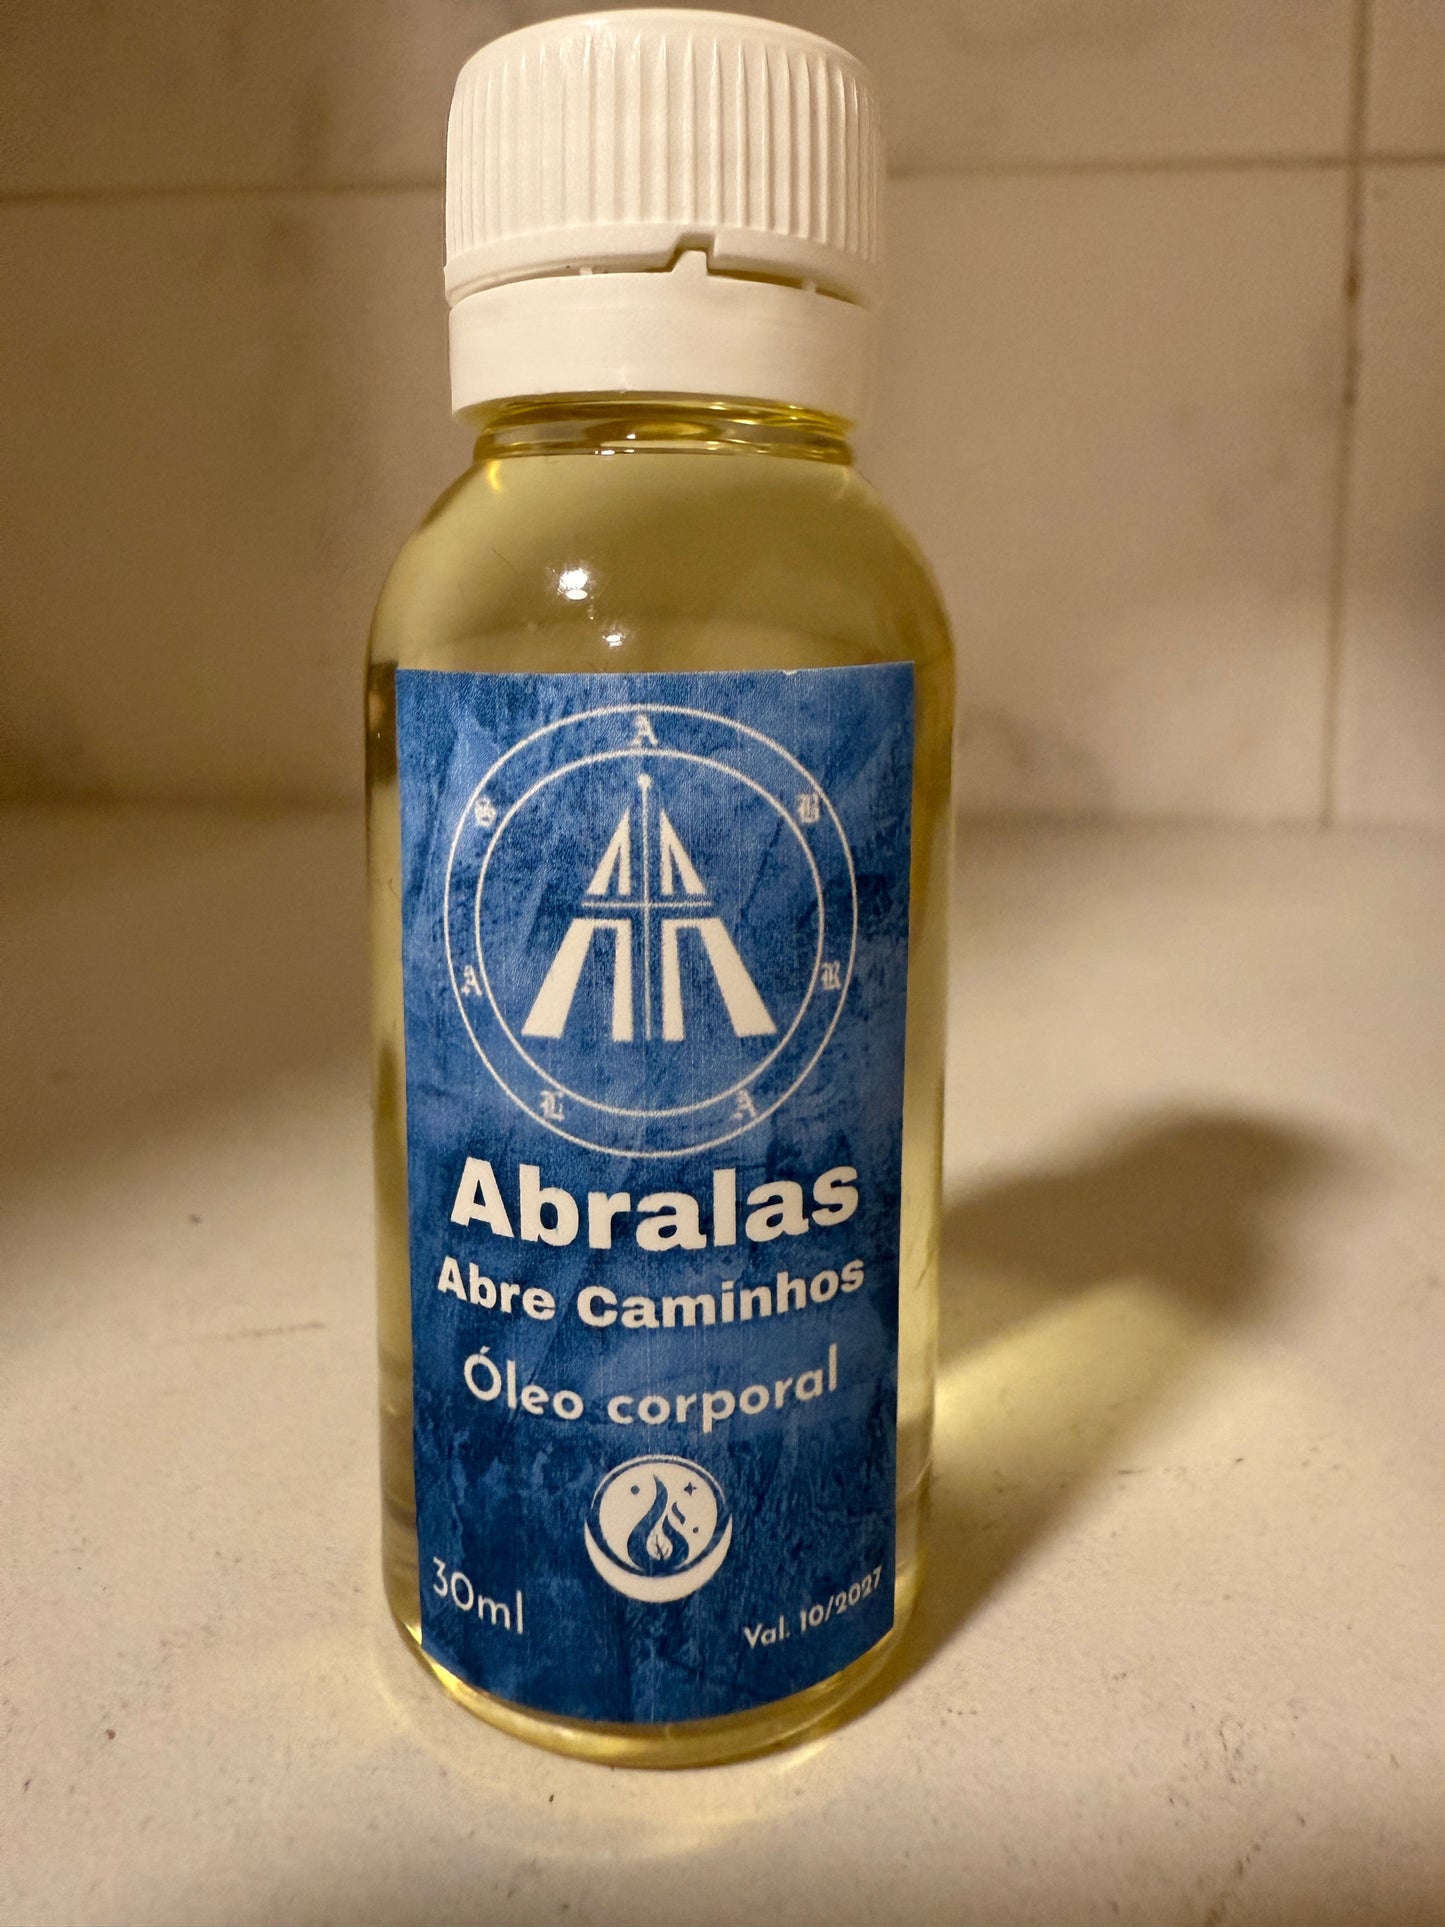 A
B
R
A
L
A
S
Abralas
Abre Caminhos
Óleo corporal
30ml
Val. 10/2027